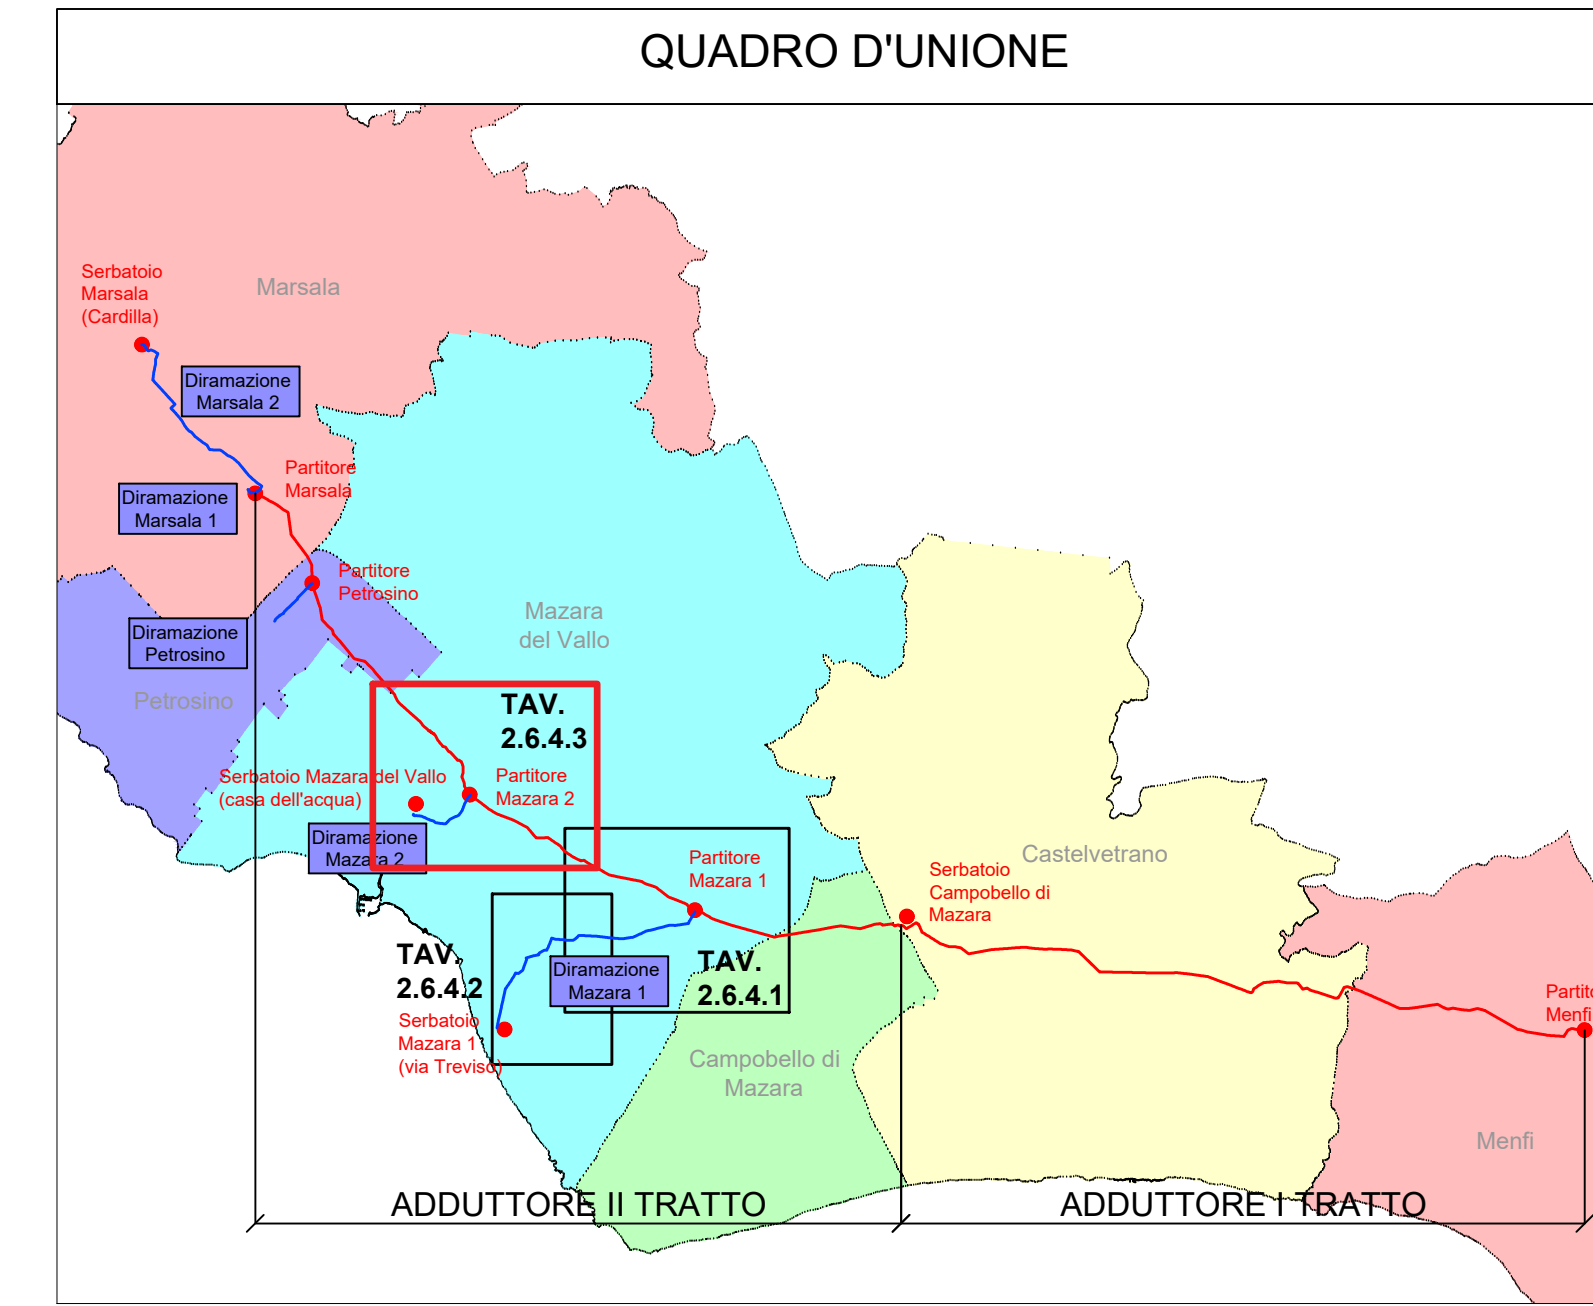 QUADRO D'UNIONE
Serbatoio
Marsala
(Cardilla)
Marsala
Diramazione
Marsala 2
Partitore
Marsala
Diramazione
Marsala 1
Partitore
Petrosino
Mazara
del Vallo
Diramazione
Petrosino
Petrosino
TAV.
2.6.4.3
Serbatoio Mazara del Vallo
(casa dell'acqua)
Partitore
Mazara 2
Diramazione
Mazara 2
Partitore
Mazara 1
Serbatoio
Campobello di
Mazara
Castelvetrano
TAV.
2.6.4.2
Diramazione
Mazara 1
TAV.
2.6.4.1
Serbatoio
Mazara 1
(via Treviso)
Campobello di
Mazara
Partito
Menfi
Menfi
ADDUTTORE II TRATTO
ADDUTTORE I TRATTO